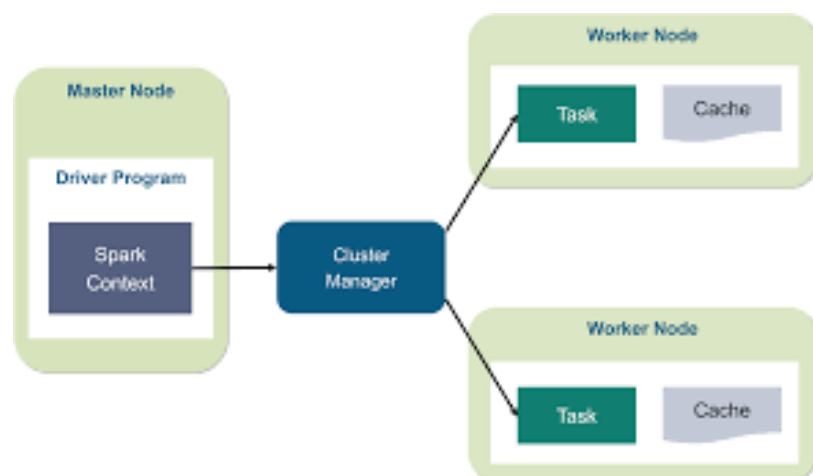 Master Node
Driver Program
Spark
Context
Cluster
Manager
Worker Node
Task
Cache
Worker Node
Task
Cache